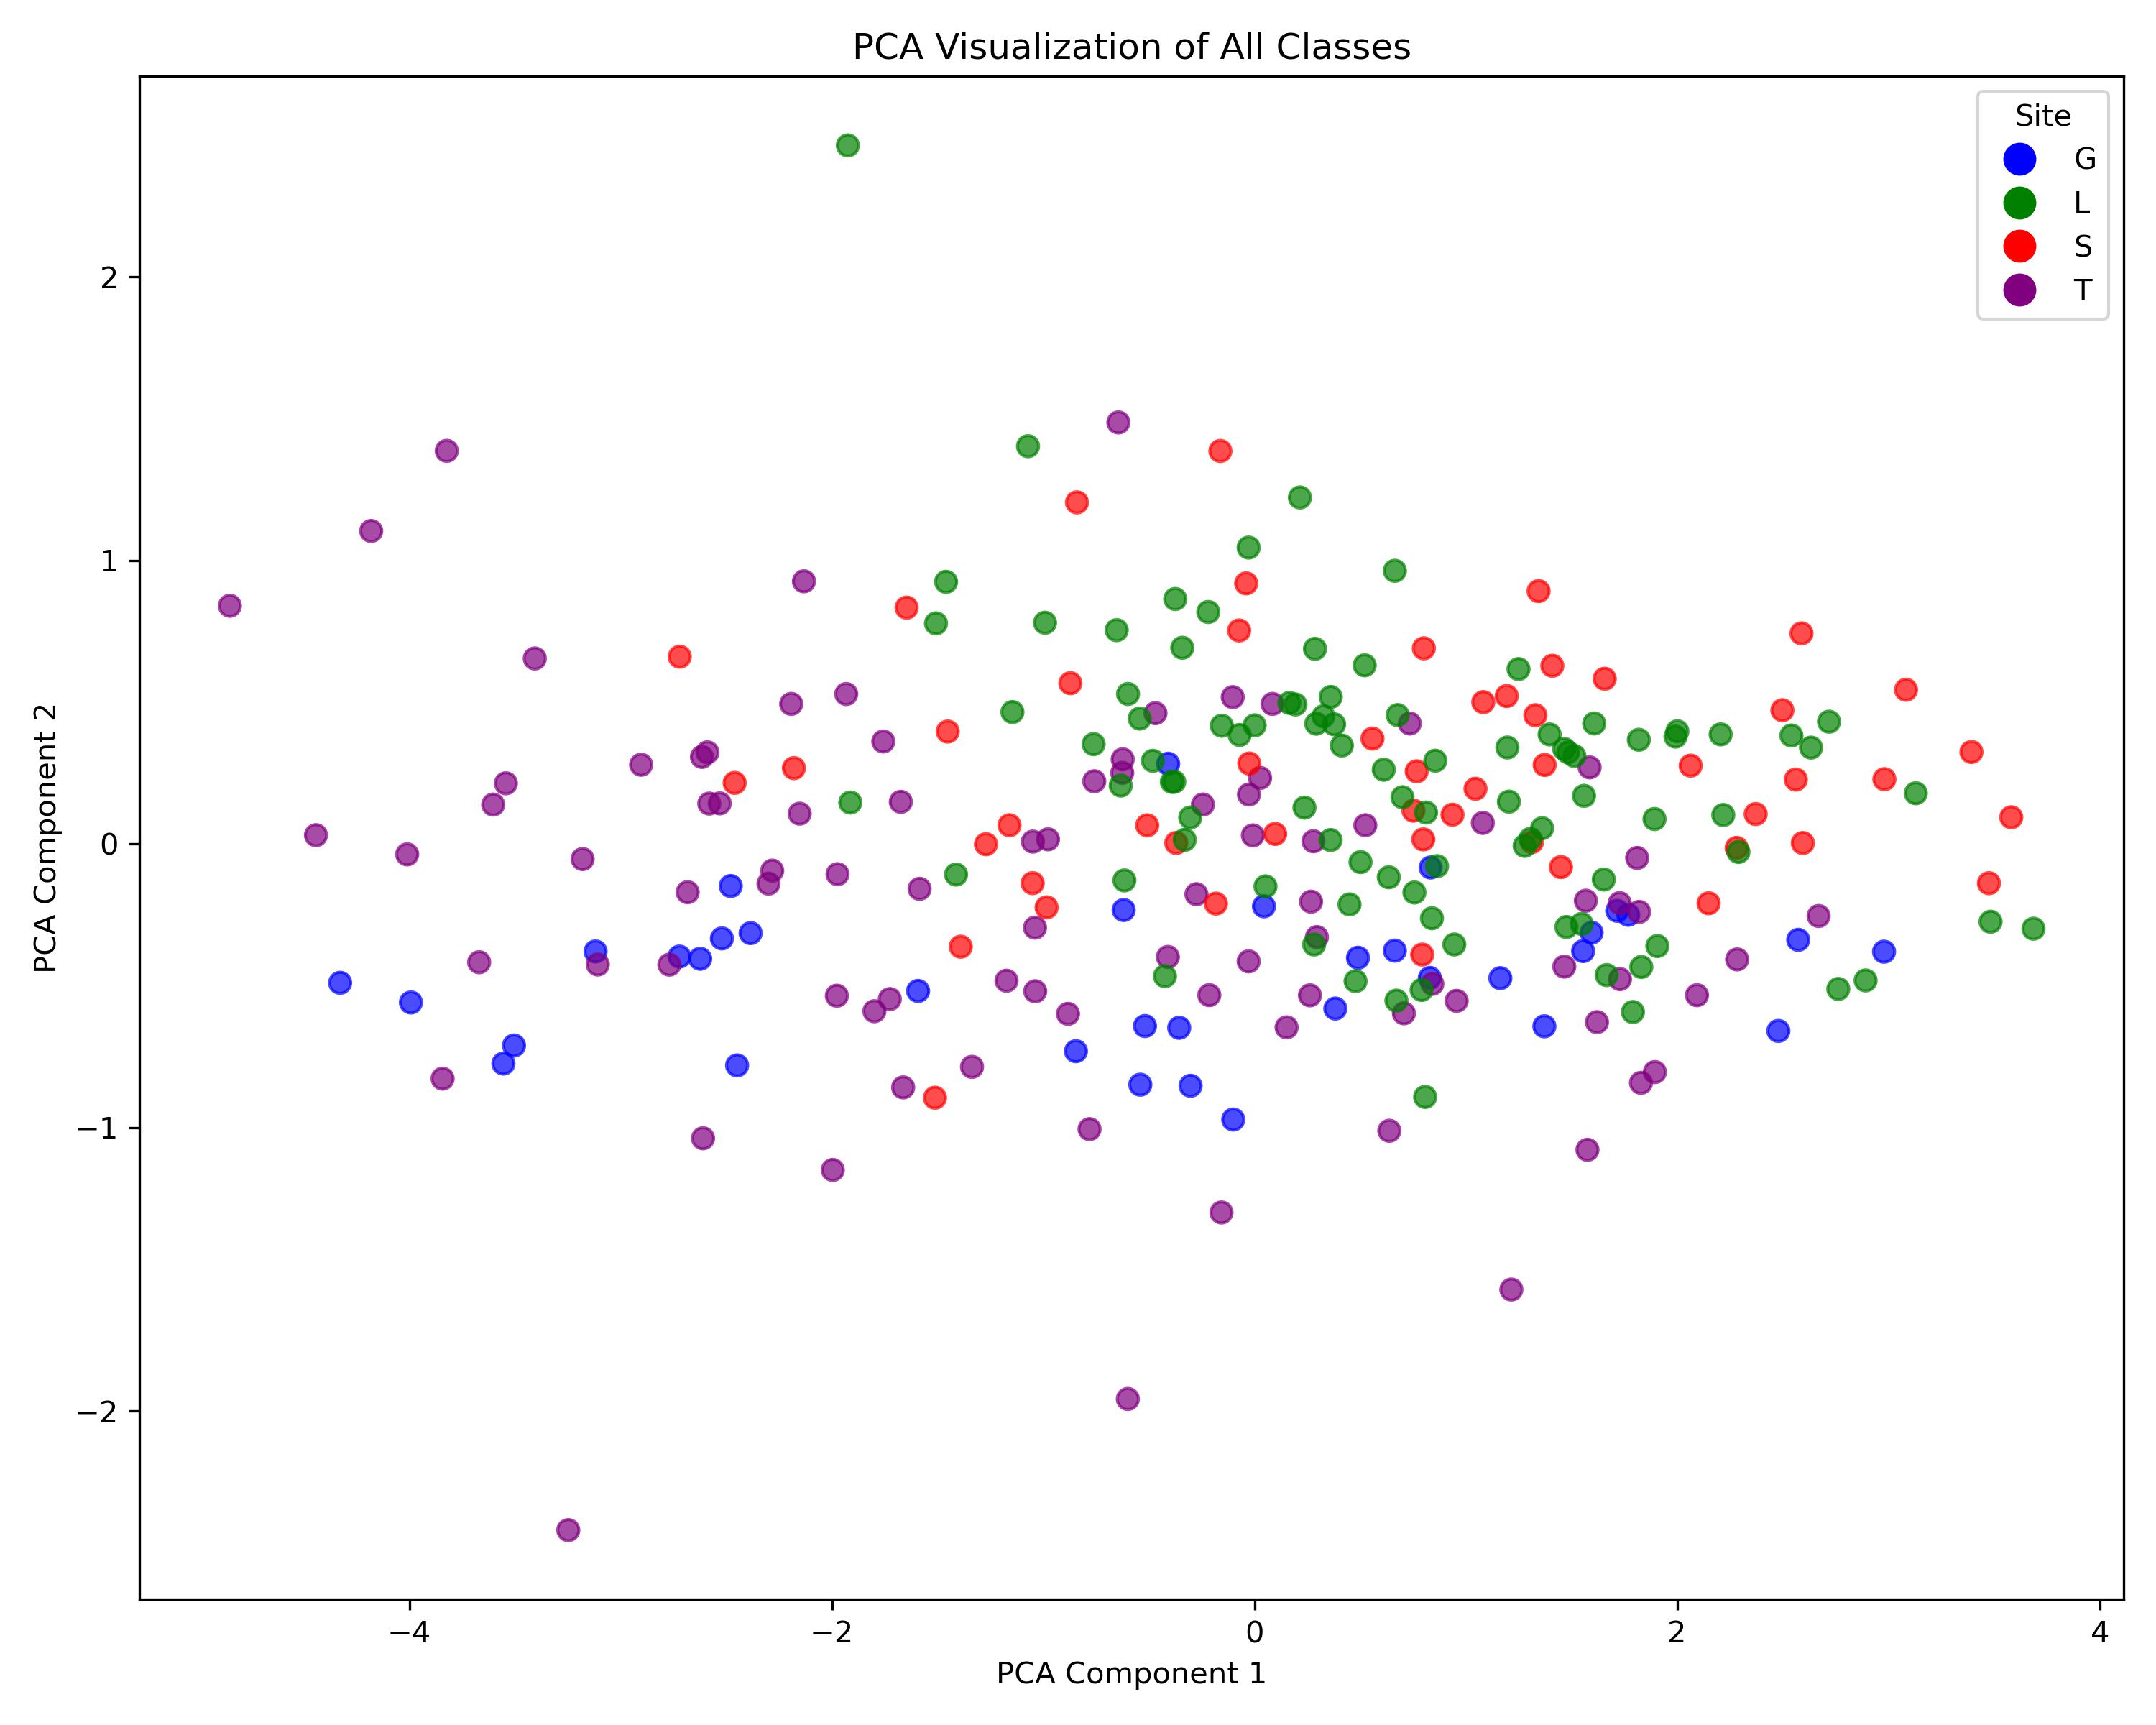 PCA Visualization of All Classes
Site
G
L
S
T
PCA Component 2
2
1
0
−1
−2
−4
−2
0
2
4
PCA Component 1